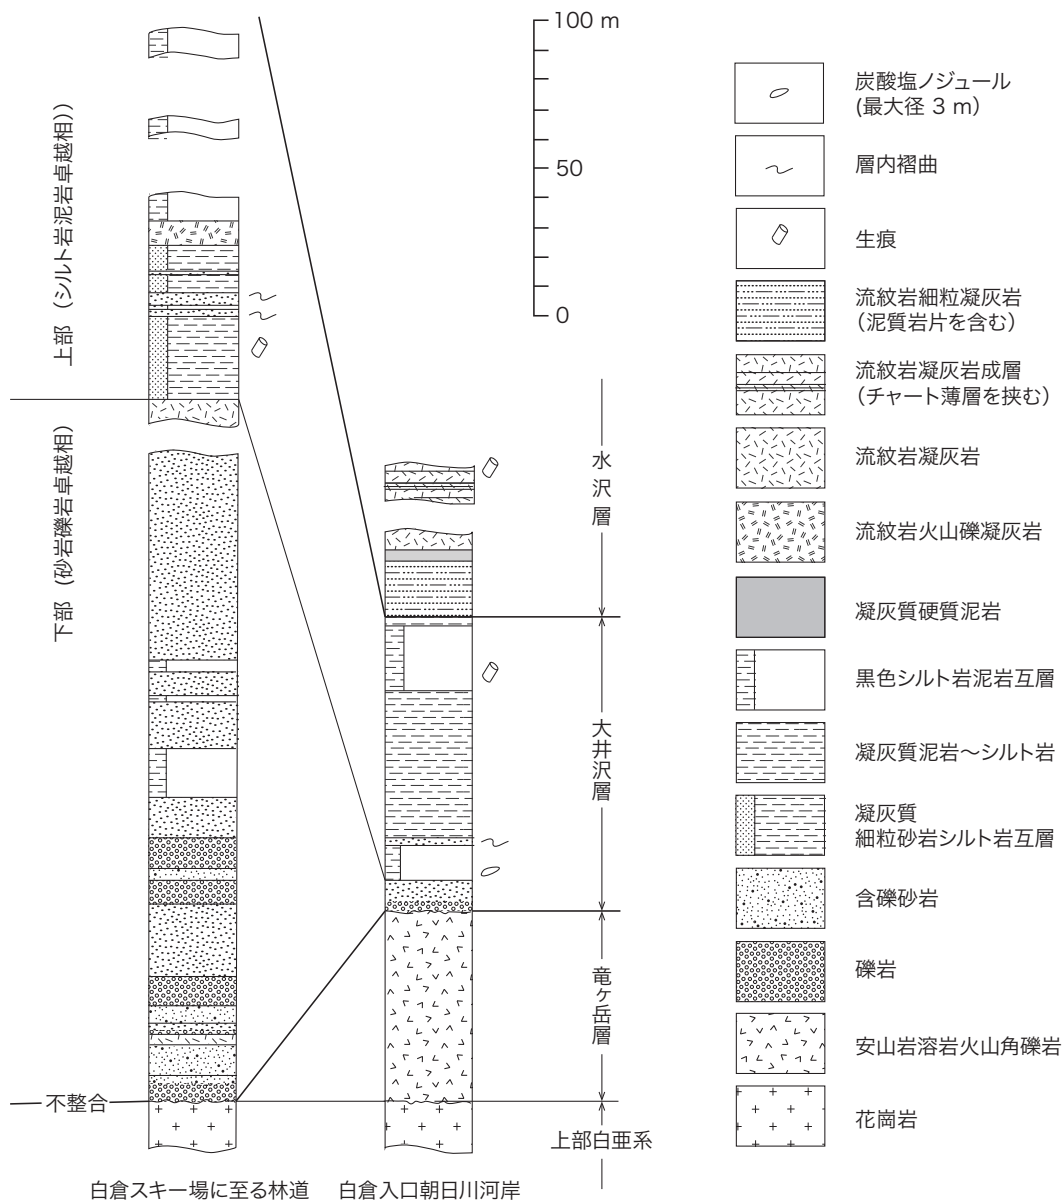 100 m
50
0
上部（シルト岩泥岩卓越相）
下部（砂岩礫岩卓越相）
不整合
白倉スキー場に至る林道
白倉入口朝日川河岸
水沢層
大井沢層
竜ヶ岳層
上部白亜系
炭酸塩ノジュール
(最大径 3 m）
層内褶曲
生痕
流紋岩細粒凝灰岩
（泥質岩片を含む）
流紋岩凝灰岩成層
（チャート薄層を挟む）
流紋岩凝灰岩
流紋岩火山礫凝灰岩
凝灰質硬質泥岩
黒色シルト岩泥岩互層
凝灰質泥岩〜シルト岩
凝灰質
細粒砂岩シルト岩互層
含礫砂岩
礫岩
安山岩溶岩火山角礫岩
花崗岩